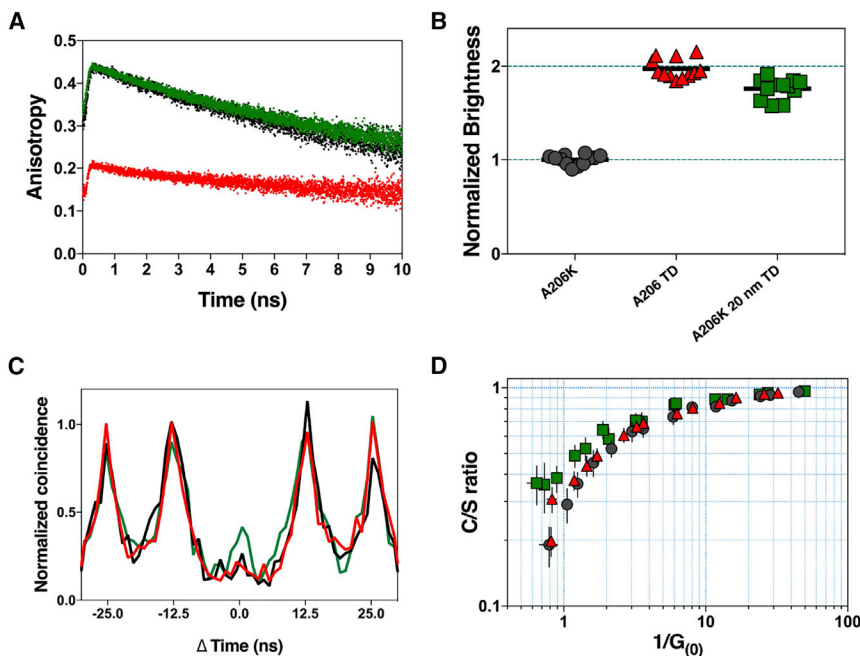 A
Anisotropy
0.5
0.4
0.3
0.2
0.1
0.0
0 1 2 3 4 5 6 7 8 9 10
Time (ns)
B
Normalized Brightness
2
1
0
A206K
A206 TD
A206K 20 nm TD
C
Normalized coincidence
1.0
0.5
0.0
-25.0 -12.5 0.0 12.5 25.0
Δ Time (ns)
D
C/S ratio
1
0.1
1 10 100
1/G(0)